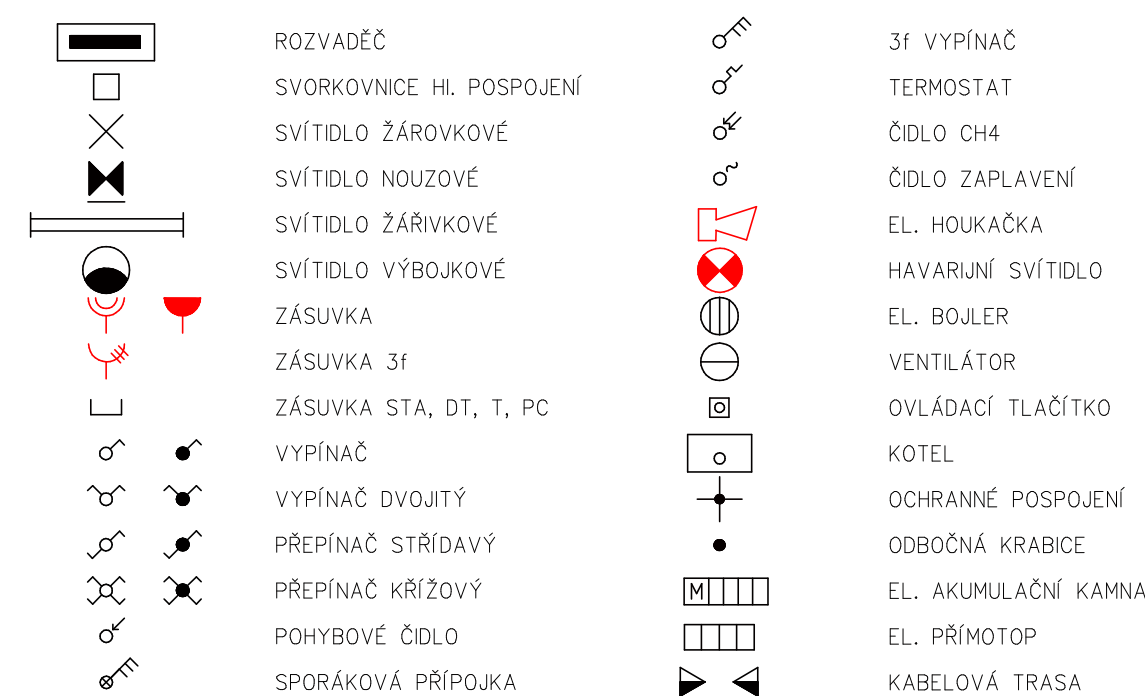 ROZVADĚČ
SVORKOVNICE Hl. POSPOJENÍ
SVÍTIDLO ŽÁROVKOVÉ
SVÍTIDLO NOUZOVÉ
SVÍTIDLO ŽÁŘIVKOVÉ
SVÍTIDLO VÝBOJKOVÉ
ZÁSUVKA
ZÁSUVKA 3f
ZÁSUVKA STA, DT, T, PC
VYPÍNAČ
VYPÍNAČ DVOJITÝ
PŘEPÍNAČ STŘÍDAVÝ
PŘEPÍNAČ KŘÍŽOVÝ
POHYBOVÉ ČIDLO
SPORÁKOVÁ PŘÍPOJKA
3f VYPÍNAČ
TERMOSTAT
ČIDLO CH4
ČIDLO ZAPLAVENÍ
EL. HOUKAČKA
HAVARIJNÍ SVÍTIDLO
EL. BOJLER
VENTILÁTOR
OVLÁDACÍ TLAČÍTKO
KOTEL
OCHRANNÉ POSPOJENÍ
ODBOČNÁ KRABICE
M EL. AKUMULAČNÍ KAMNA
EL. PŘÍMOTOP
KABELOVÁ TRASA